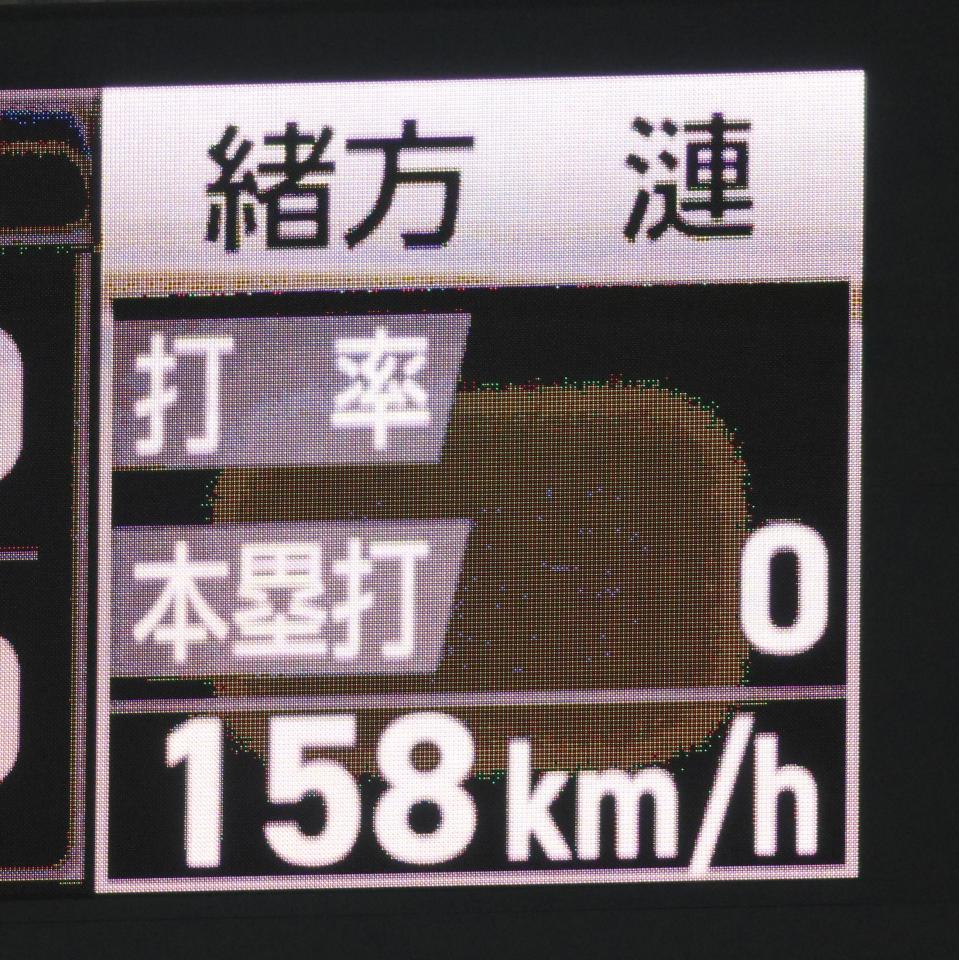 緒方 漣
打率
本塁打 0
158km/h